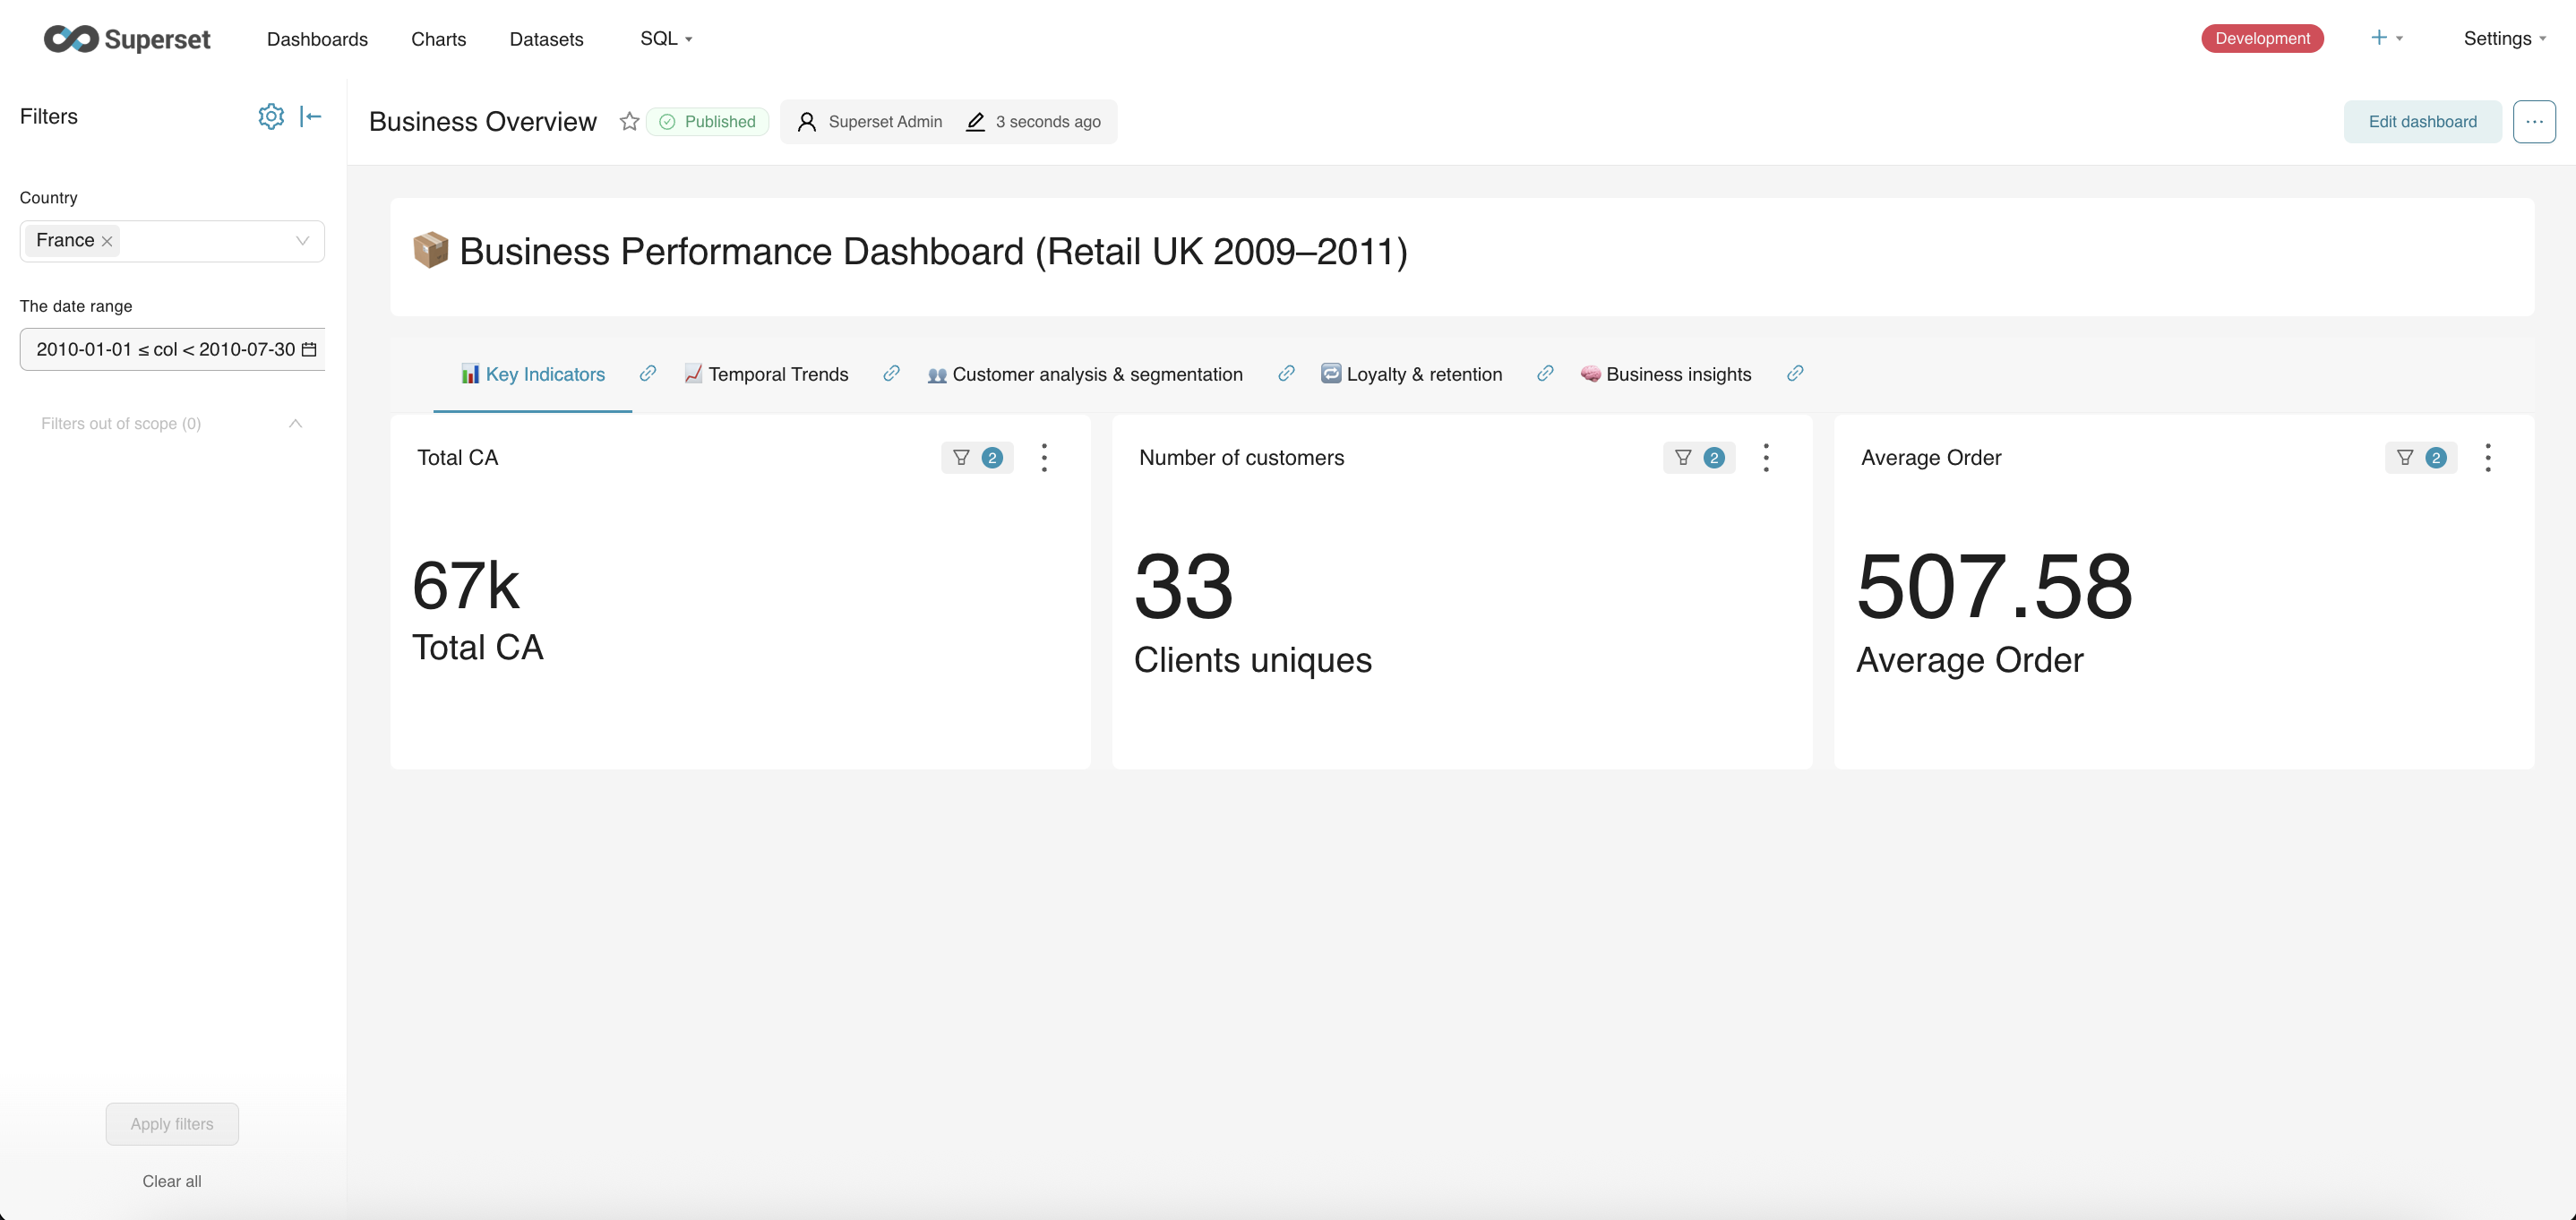 Superset Dashboards Charts Datasets SQL Development Settings
Filters
Country
France
The date range
2010-01-01 ≤ col < 2010-07-30
Filters out of scope (0)
Apply filters
Clear all
Business Overview Published Superset Admin 3 seconds ago Edit dashboard
📦 Business Performance Dashboard (Retail UK 2009–2011)
📊 Key Indicators 📈 Temporal Trends 👥 Customer analysis & segmentation 🔁 Loyalty & retention 🧠 Business insights
Total CA 2
67k
Total CA
Number of customers 2
33
Clients uniques
Average Order 2
507.58
Average Order